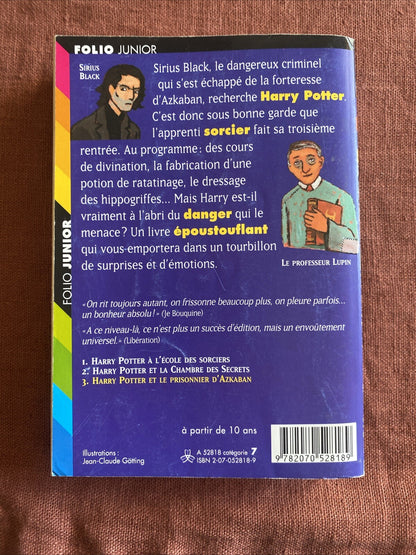 FOLIO JUNIOR
SIRIUS
BLACK
Sirius Black, le dangereux criminel
qui s'est échappé de la forteresse
d'Azkaban, recherche Harry Potter.
C'est donc sous bonne garde que
l'apprenti sorcier fait sa troisième
rentrée. Au programme : des cours
de divination, la fabrication d'une
potion de ratatinage, le dressage
des hippogriffes... Mais Harry est-il
vraiment à l'abri du danger qui le
menace ? Un livre époustouflant
qui vous emportera dans un tourbillon
de surprises et d'émotions.
LE PROFESSEUR LUPIN
FOLIO JUNIOR
« On rit toujours autant, on frissonne beaucoup plus, on pleure parfois...
un bonheur absolu ! » (Je Bouquine)
« A ce niveau-là, ce n'est plus un succès d'édition, mais un envoûtement
universel. » (Libération)
1. HARRY POTTER À L'ÉCOLE DES SORCIERS
2. HARRY POTTER ET LA CHAMBRE DES SECRETS
3. HARRY POTTER ET LE PRISONNIER D'AZKABAN
à partir de 10 ans
Illustrations :
Jean-Claude Götting
A 52818 catégorie 7
ISBN 2-07-052818-9
9 782070 528189